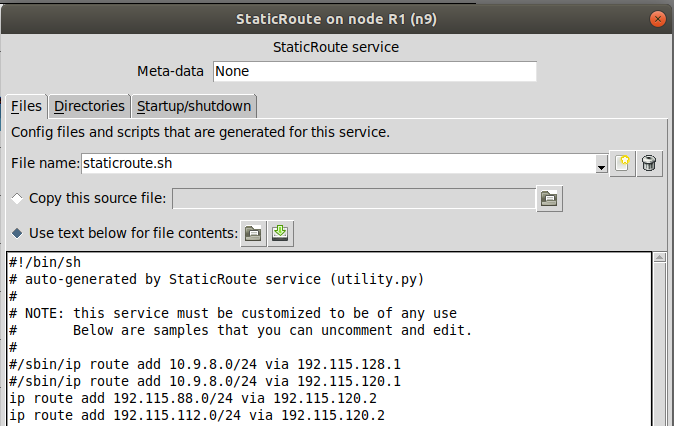 StaticRoute on node R1 (n9)
StaticRoute service
Meta-data None
Files Directories Startup/shutdown
Config files and scripts that are generated for this service.
File name: staticroute.sh
Copy this source file:
Use text below for file contents:
#!/bin/sh
# auto-generated by StaticRoute service (utility.py)
#
# NOTE: this service must be customized to be of any use
#       Below are samples that you can uncomment and edit.
#
#/sbin/ip route add 10.9.8.0/24 via 192.115.128.1
#/sbin/ip route add 10.9.8.0/24 via 192.115.120.1
ip route add 192.115.88.0/24 via 192.115.120.2
ip route add 192.115.112.0/24 via 192.115.120.2